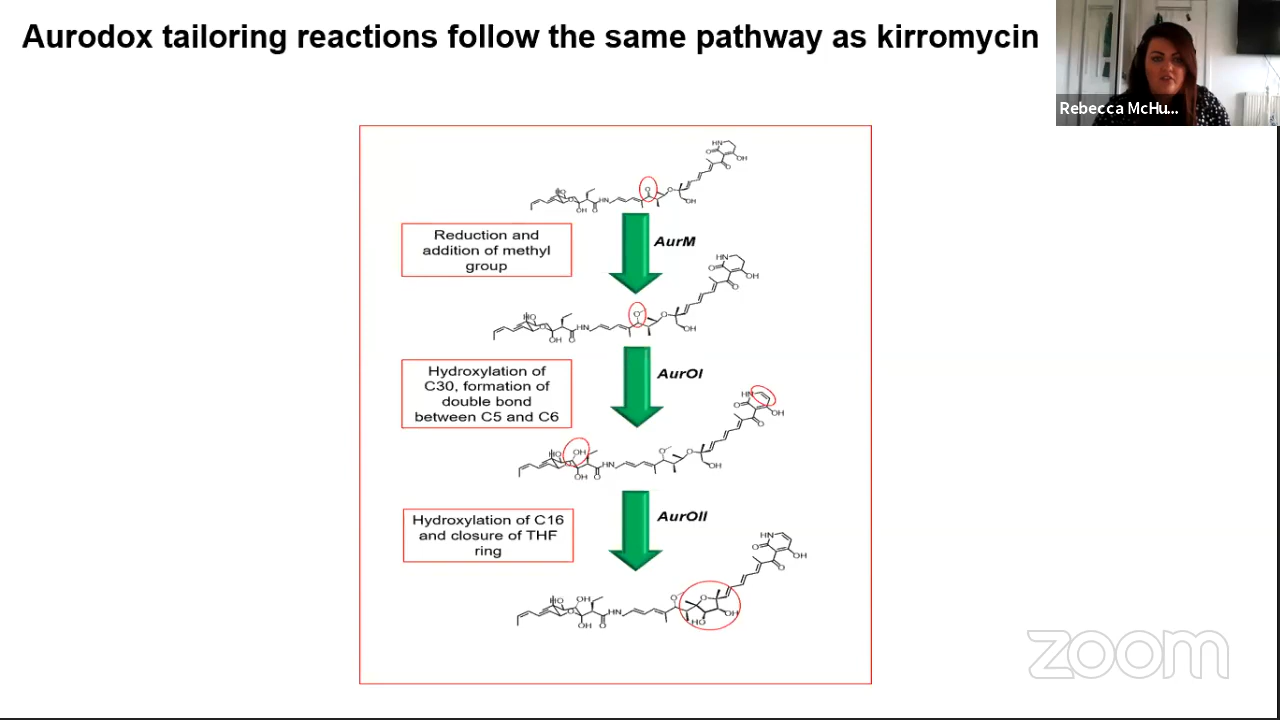 Aurodox tailoring reactions follow the same pathway as kirromycin
Rebecca McHu...
Reduction and
addition of methyl
group
AurM
Hydroxylation of
C30, formation of
double bond
between C5 and C6
AurOI
Hydroxylation of C16
and closure of THF
ring
AurOII
zoom